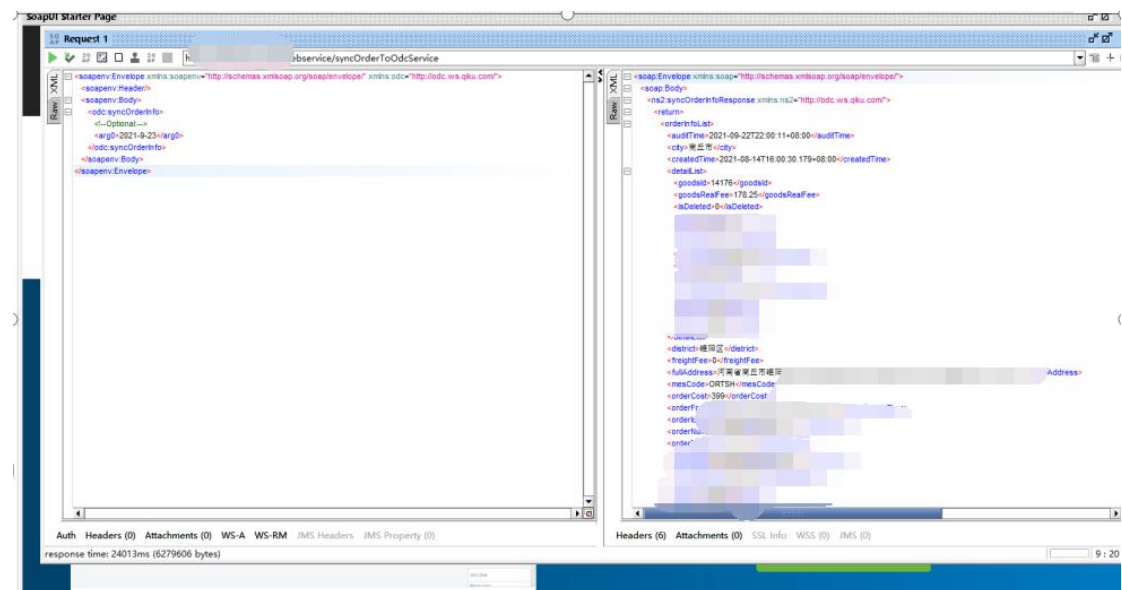 SoapUI Starter Page
Request 1
ebservice/syncOrderToOdcService
XML
Raw
<soapenv:Envelope xmlns:soapenv="http://schemas.xmlsoap.org/soap/envelope/" xmlns:odc="http://odc.ws.qiku.com/">
<soapenv:Header/>
<soapenv:Body>
<odc:syncOrderInfo>
<!--Optional:-->
<arg0>2021-9-23</arg0>
</odc:syncOrderInfo>
</soapenv:Body>
</soapenv:Envelope>
XML
Raw
<soap:Envelope xmlns:soap="http://schemas.xmlsoap.org/soap/envelope/">
<soap:Body>
<ns2:syncOrderInfoResponse xmlns:ns2="http://odc.ws.qiku.com/">
<return>
<orderInfoList>
<auditTime>2021-09-22T22:00:11+08:00</auditTime>
<city>商丘市</city>
<createdTime>2021-08-14T16:00:30.179+08:00</createdTime>
<detailList>
<goodsId>14176</goodsId>
<goodsRealFee>178.25</goodsRealFee>
<isDeleted>0</isDeleted>
<district>睢阳区</district>
<freightFee>0</freightFee>
<fullAddress>河南省商丘市睢阳 Address>
<mesCode>ORTSH</mesCode
<orderCost>399</orderCost
<orderF
<order
<orderNu
<order
Auth Headers (0) Attachments (0) WS-A WS-RM JMS Headers JMS Property (0)
Headers (6) Attachments (0) SSL Info WSS (0) JMS (0)
response time: 24013ms (6279606 bytes)
9 : 20